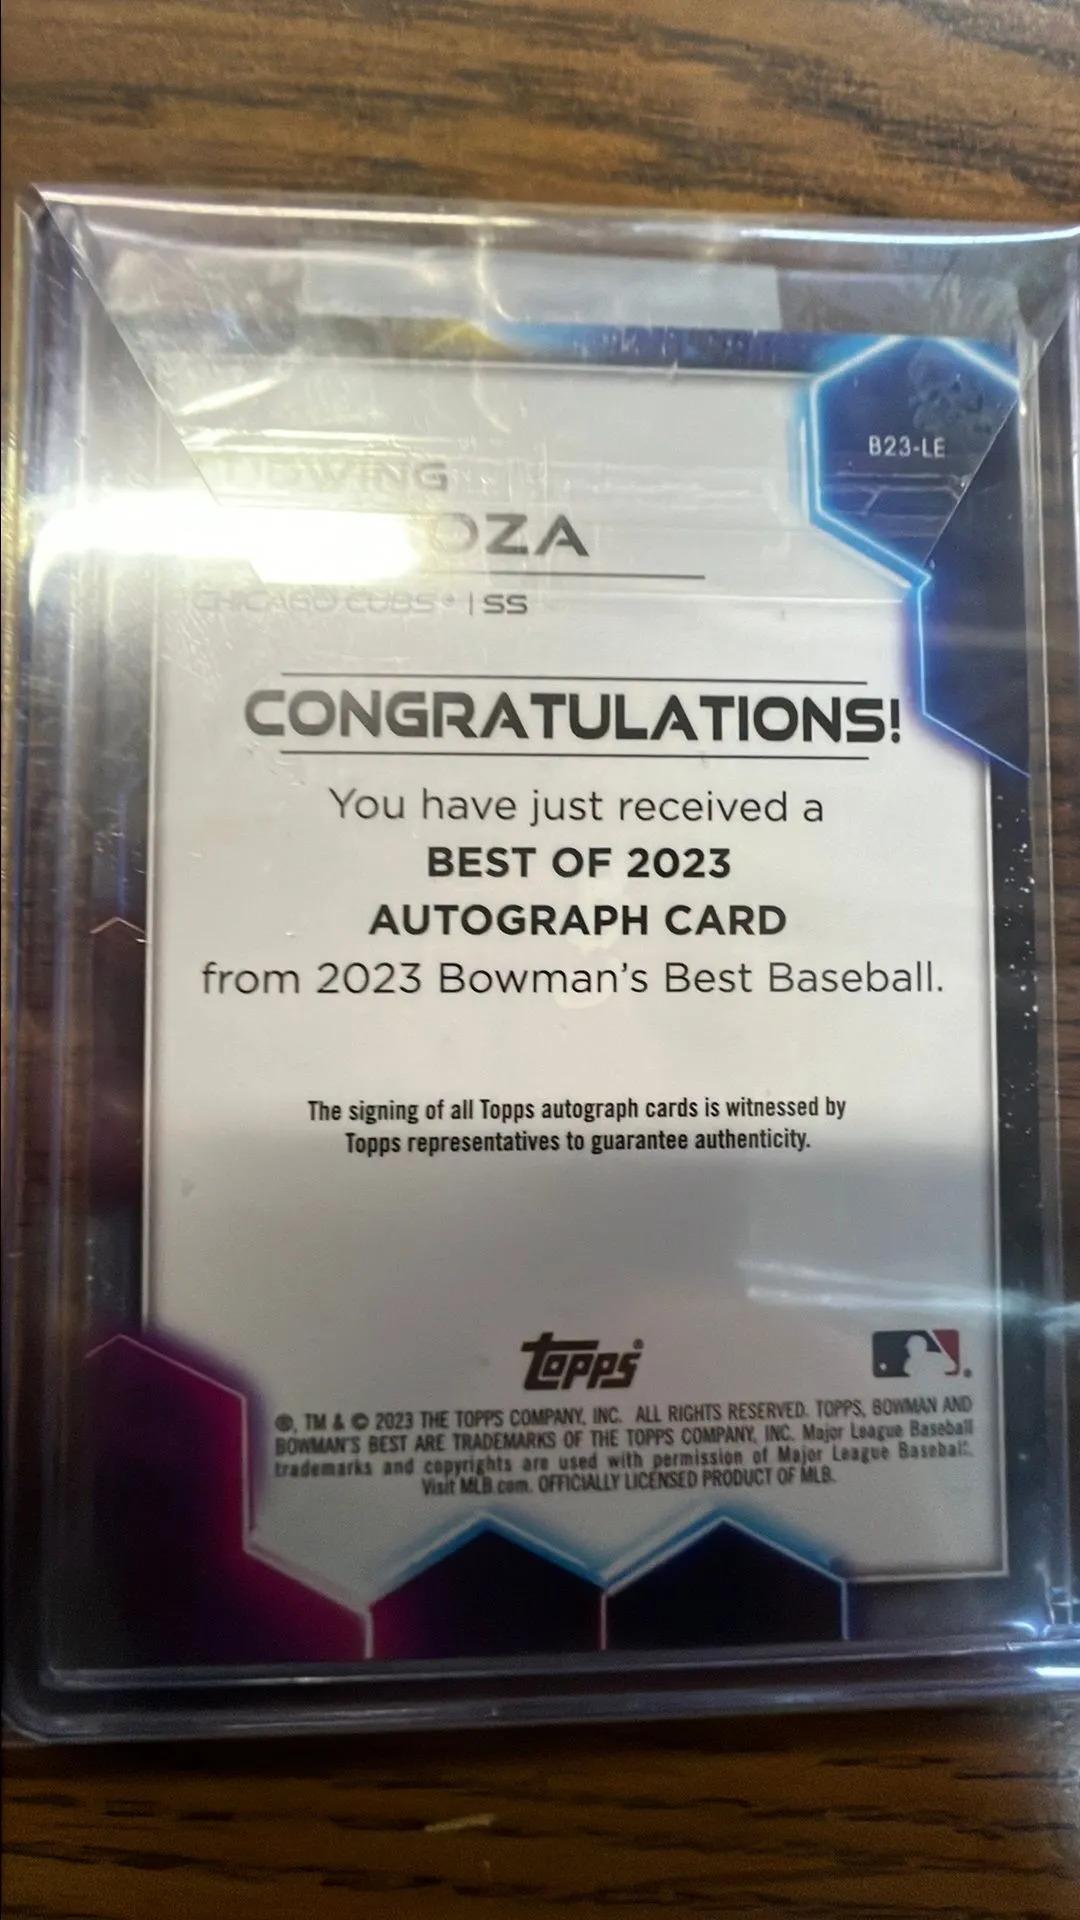 B23-LE
CHICAGO CUBS® | SS
CONGRATULATIONS!
You have just received a
BEST OF 2023
AUTOGRAPH CARD
from 2023 Bowman's Best Baseball.
The signing of all Topps autograph cards is witnessed by
Topps representatives to guarantee authenticity.
topps®
®, TM & © 2023 THE TOPPS COMPANY, INC. ALL RIGHTS RESERVED. TOPPS, BOWMAN AND
BOWMAN'S BEST ARE TRADEMARKS OF THE TOPPS COMPANY, INC. Major League Baseball
trademarks and copyrights are used with permission of Major League Baseball.
Visit MLB.com. OFFICIALLY LICENSED PRODUCT OF MLB.